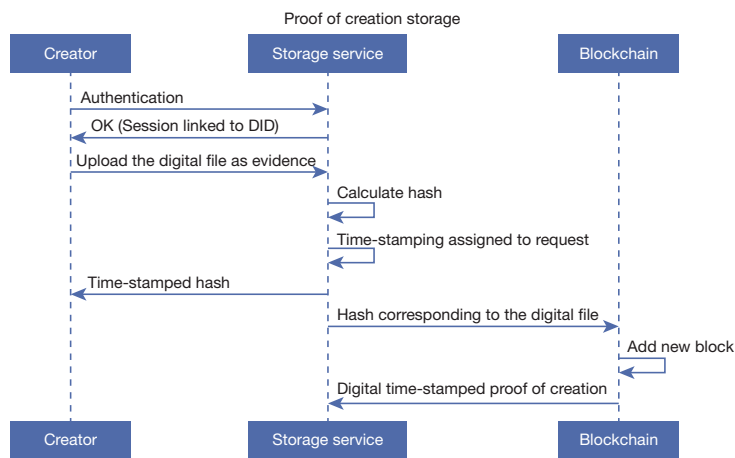 Proof of creation storage
Creator
Storage service
Blockchain
Authentication
OK (Session linked to DID)
Upload the digital file as evidence
Calculate hash
Time-stamping assigned to request
Time-stamped hash
Hash corresponding to the digital file
Add new block
Digital time-stamped proof of creation
Creator
Storage service
Blockchain